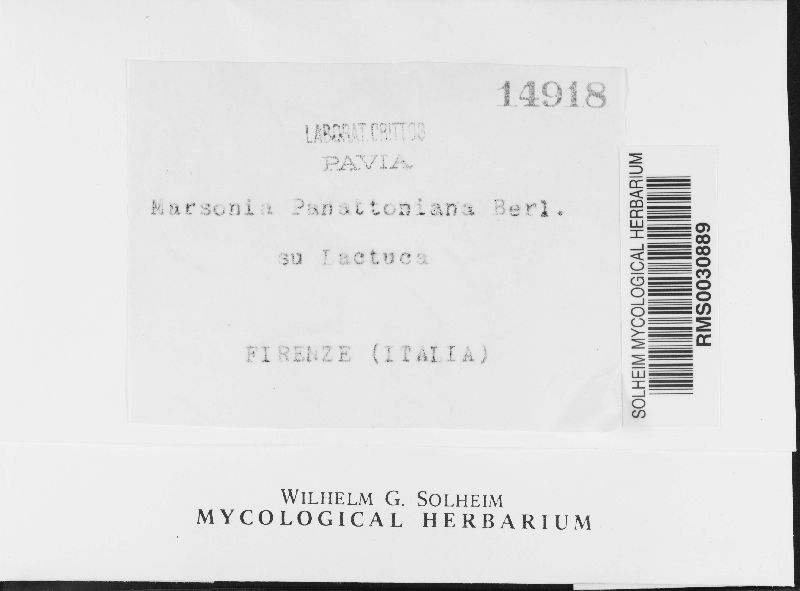 14918
LABORAT. CRITTOG
PAVIA
Marsonia Panattoniana Berl.
su Lactuca
FIRENZE (ITALIA)
SOLHEIM MYCOLOGICAL HERBARIUM
RMS0030889
WILHELM G. SOLHEIM
MYCOLOGICAL HERBARIUM